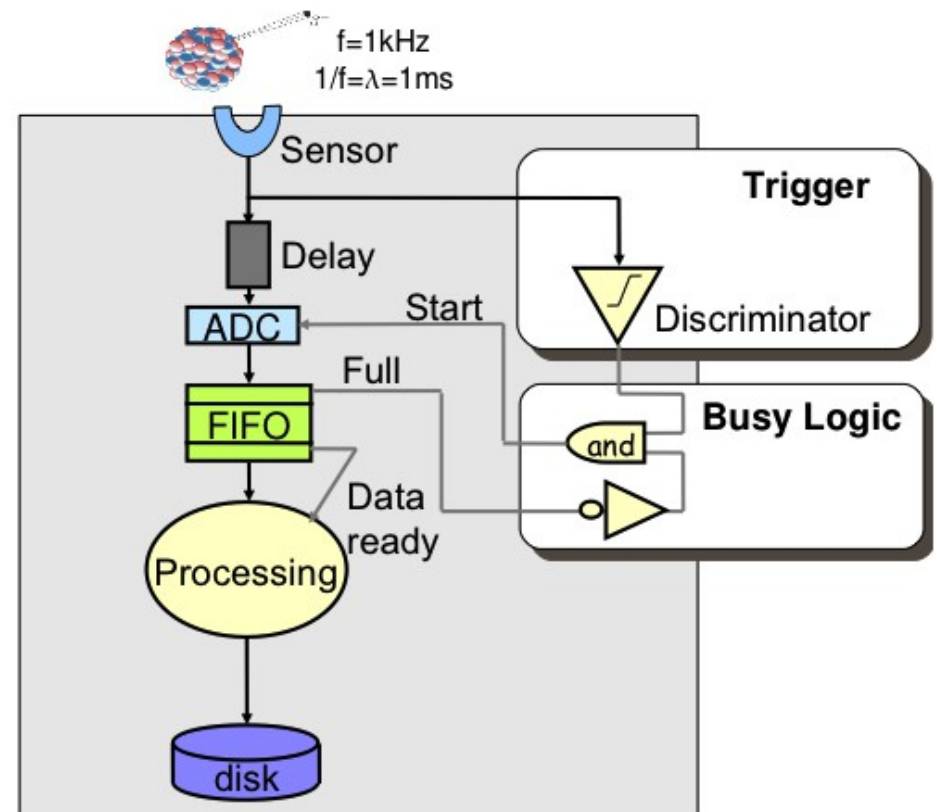 f=1kHz
1/f=λ=1ms
Sensor
Trigger
Delay
Discriminator
ADC
Start
Full
FIFO
Busy Logic
and
Data
ready
Processing
disk